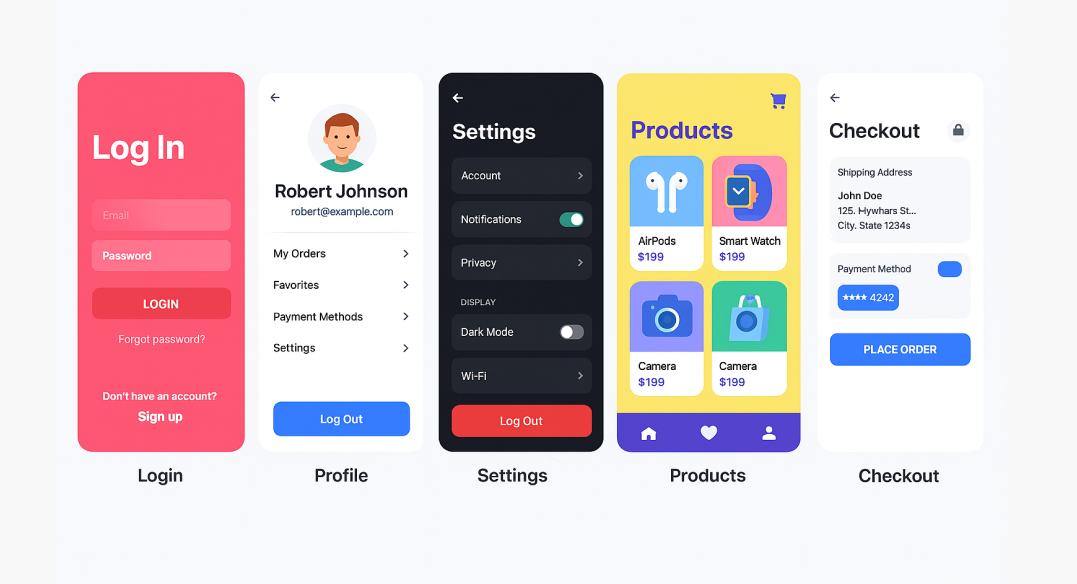 Log In
Email
Password
LOGIN
Forgot password?
Don't have an account?
Sign up
Login
Robert Johnson
robert@example.com
My Orders
Favorites
Payment Methods
Settings
Log Out
Profile
Settings
Account
Notifications
Privacy
DISPLAY
Dark Mode
Wi-Fi
Log Out
Settings
Products
AirPods
$199
Smart Watch
$199
Camera
$199
Camera
$199
Products
Checkout
Shipping Address
John Doe
125. Hywhars St...
City. State 1234s
Payment Method
★★★★ 4242
PLACE ORDER
Checkout